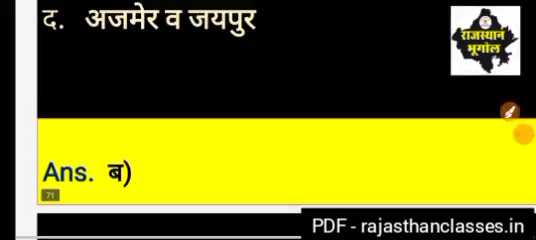 द. अजमेर व जयपुर
राजस्थान
भूगोल
Ans. ब)
71
PDF - rajasthanclasses.in